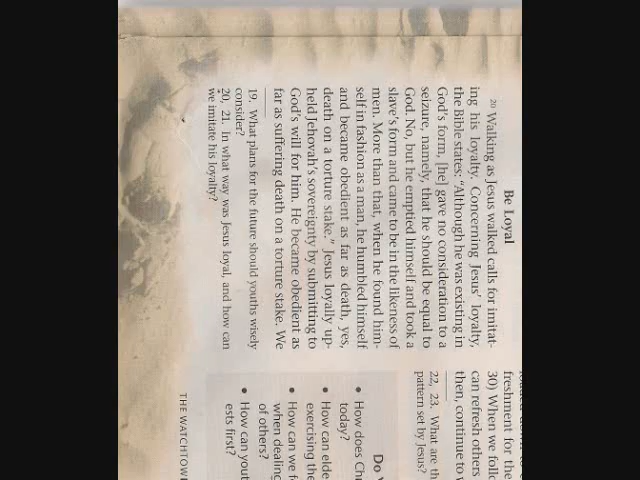 Be Loyal
20 Walking as Jesus walked calls for imitat-
ing his loyalty. Concerning Jesus' loyalty,
the Bible states: "Although he was existing in
God's form, [he] gave no consideration to a
seizure, namely, that he should be equal to
God. No, but he emptied himself and took a
slave's form and came to be in the likeness of
men. More than that, when he found him-
self in fashion as a man, he humbled himself
and became obedient as far as death, yes,
death on a torture stake." Jesus loyally up-
held Jehovah's sovereignty by submitting to
God's will for him. He became obedient as
far as suffering death on a torture stake. We
19. What plans for the future should youths wisely
consider?
20, 21. In what way was Jesus loyal, and how can
we imitate his loyalty?
freshment for the
30) When we follo
can refresh others
then, continue to
22, 23. What are th
pattern set by Jesus?
Do
• How does Chr
today?
• How can elde
exercising the
• How can we f
when dealing
of others?
• How can yout
ests first?
THE WATCHTOW